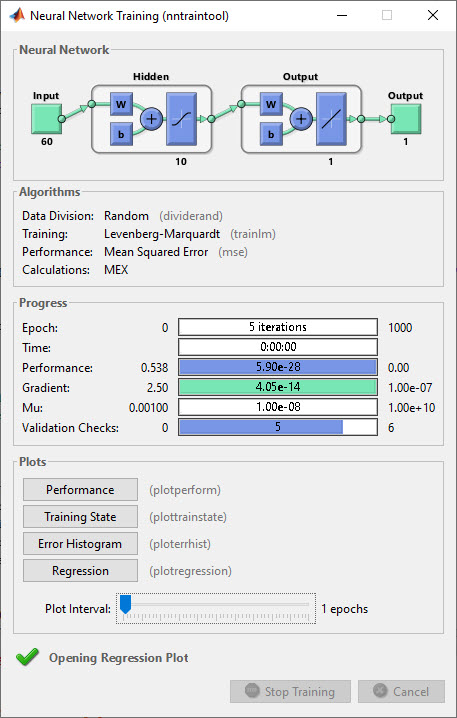 Neural Network Training (nntraintool)
Neural Network
Hidden Output
Input Output
W W
b b
60 10 1 1
Algorithms
Data Division: Random (dividerand)
Training: Levenberg-Marquardt (trainlm)
Performance: Mean Squared Error (mse)
Calculations: MEX
Progress
Epoch: 0 5 iterations 1000
Time: 0:00:00
Performance: 0.538 5.90e-28 0.00
Gradient: 2.50 4.05e-14 1.00e-07
Mu: 0.00100 1.00e-08 1.00e+10
Validation Checks: 0 5 6
Plots
Performance (plotperform)
Training State (plottrainstate)
Error Histogram (ploterrhist)
Regression (plotregression)
Plot Interval: 1 epochs
Opening Regression Plot
Stop Training Cancel